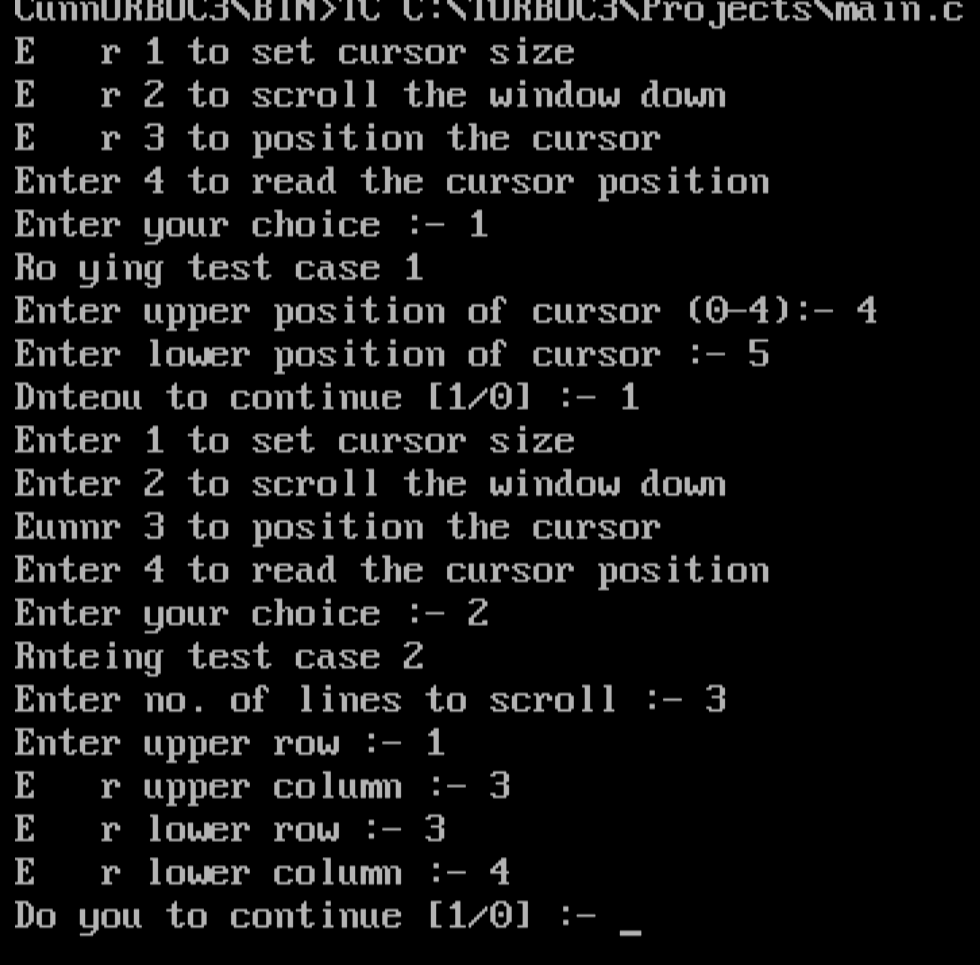 CunnURBOC3\BIN>TC C:\TURBOC3\Projects\main.c
E   r 1 to set cursor size
E   r 2 to scroll the window down
E   r 3 to position the cursor
Enter 4 to read the cursor position
Enter your choice :- 1
Ro ying test case 1
Enter upper position of cursor (0-4):- 4
Enter lower position of cursor :- 5
Dnteou to continue [1/0] :- 1
Enter 1 to set cursor size
Enter 2 to scroll the window down
Eunnr 3 to position the cursor
Enter 4 to read the cursor position
Enter your choice :- 2
Rnteing test case 2
Enter no. of lines to scroll :- 3
Enter upper row :- 1
E   r upper column :- 3
E   r lower row :- 3
E   r lower column :- 4
Do you to continue [1/0] :- _